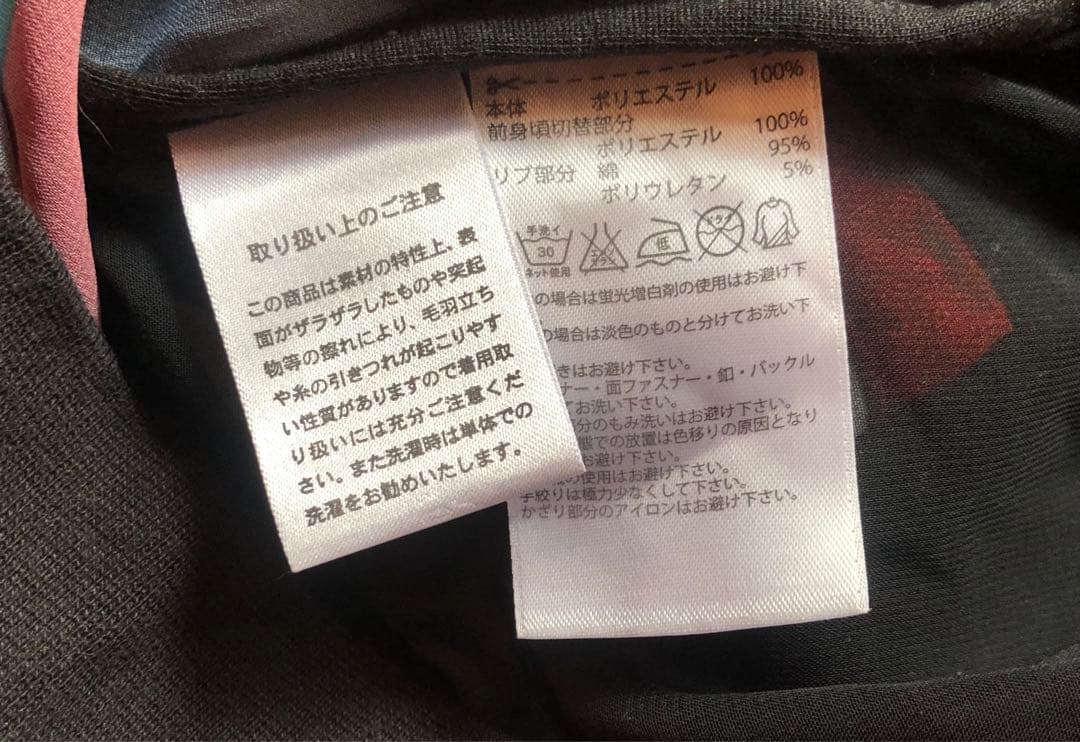 取り扱い上のご注意
この商品は素材の特性上、表
面がザラザラしたものや突起
物等の擦れにより、毛羽立ち
や糸の引きつれが起こりやす
い性質がありますので着用取
り扱いには充分ご注意くだ
さい。また洗濯時は単体での
洗濯をお勧めいたします。
本体 ポリエステル 100%
前身頃切替部分
ポリエステル 100%
リブ部分 綿 95%
ポリウレタン 5%
手洗イ
30
ネット使用
低
の場合は蛍光増白剤の使用はお避け下
の場合は淡色のものと分けてお洗い下
きはお避け下さい。
ナー・面ファスナー・釦・バックル
てお洗い下さい。
部分のもみ洗いはお避け下さい。
態での放置は色移りの原因となり
お避け下さい。
の使用はお避け下さい。
手絞りは極力少なくして下さい。
かざり部分のアイロンはお避け下さい。